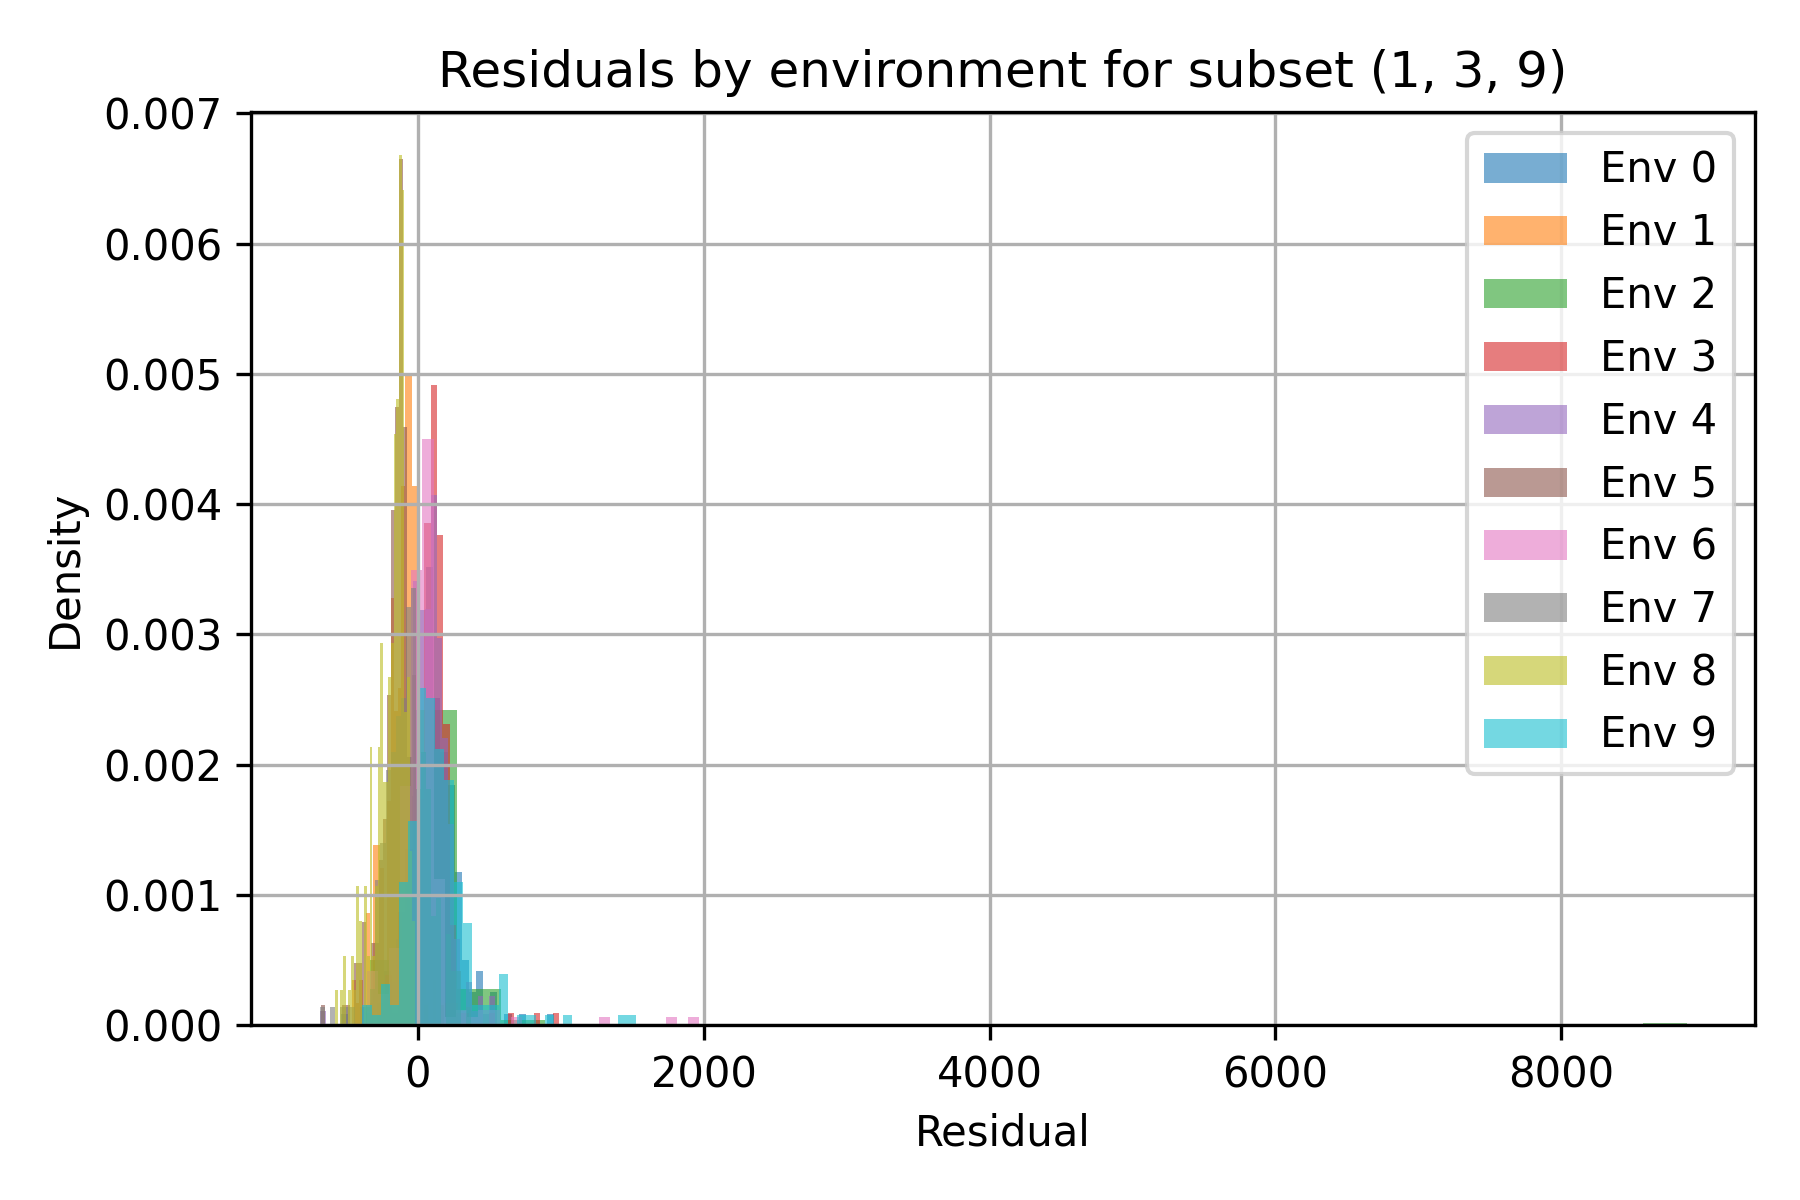 Residuals by environment for subset (1, 3, 9)
0.007
0.006
0.005
0.004
0.003
0.002
0.001
0.000
Density
0
2000
4000
6000
8000
Residual
Env 0
Env 1
Env 2
Env 3
Env 4
Env 5
Env 6
Env 7
Env 8
Env 9